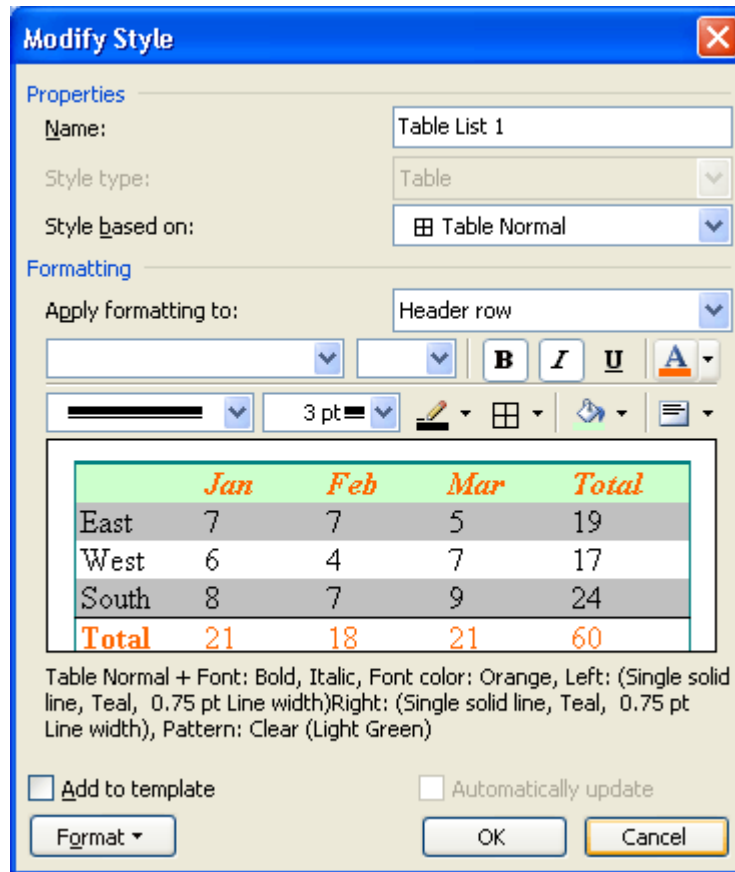 Modify Style
Properties
Name: Table List 1
Style type: Table
Style based on: Table Normal
Formatting
Apply formatting to: Header row
B I U A
3 pt
Jan Feb Mar Total
East 7 7 5 19
West 6 4 7 17
South 8 7 9 24
Total 21 18 21 60
Table Normal + Font: Bold, Italic, Font color: Orange, Left: (Single solid
line, Teal,  0.75 pt Line width)Right: (Single solid line, Teal,  0.75 pt
Line width), Pattern: Clear (Light Green)
Add to template Automatically update
Format OK Cancel